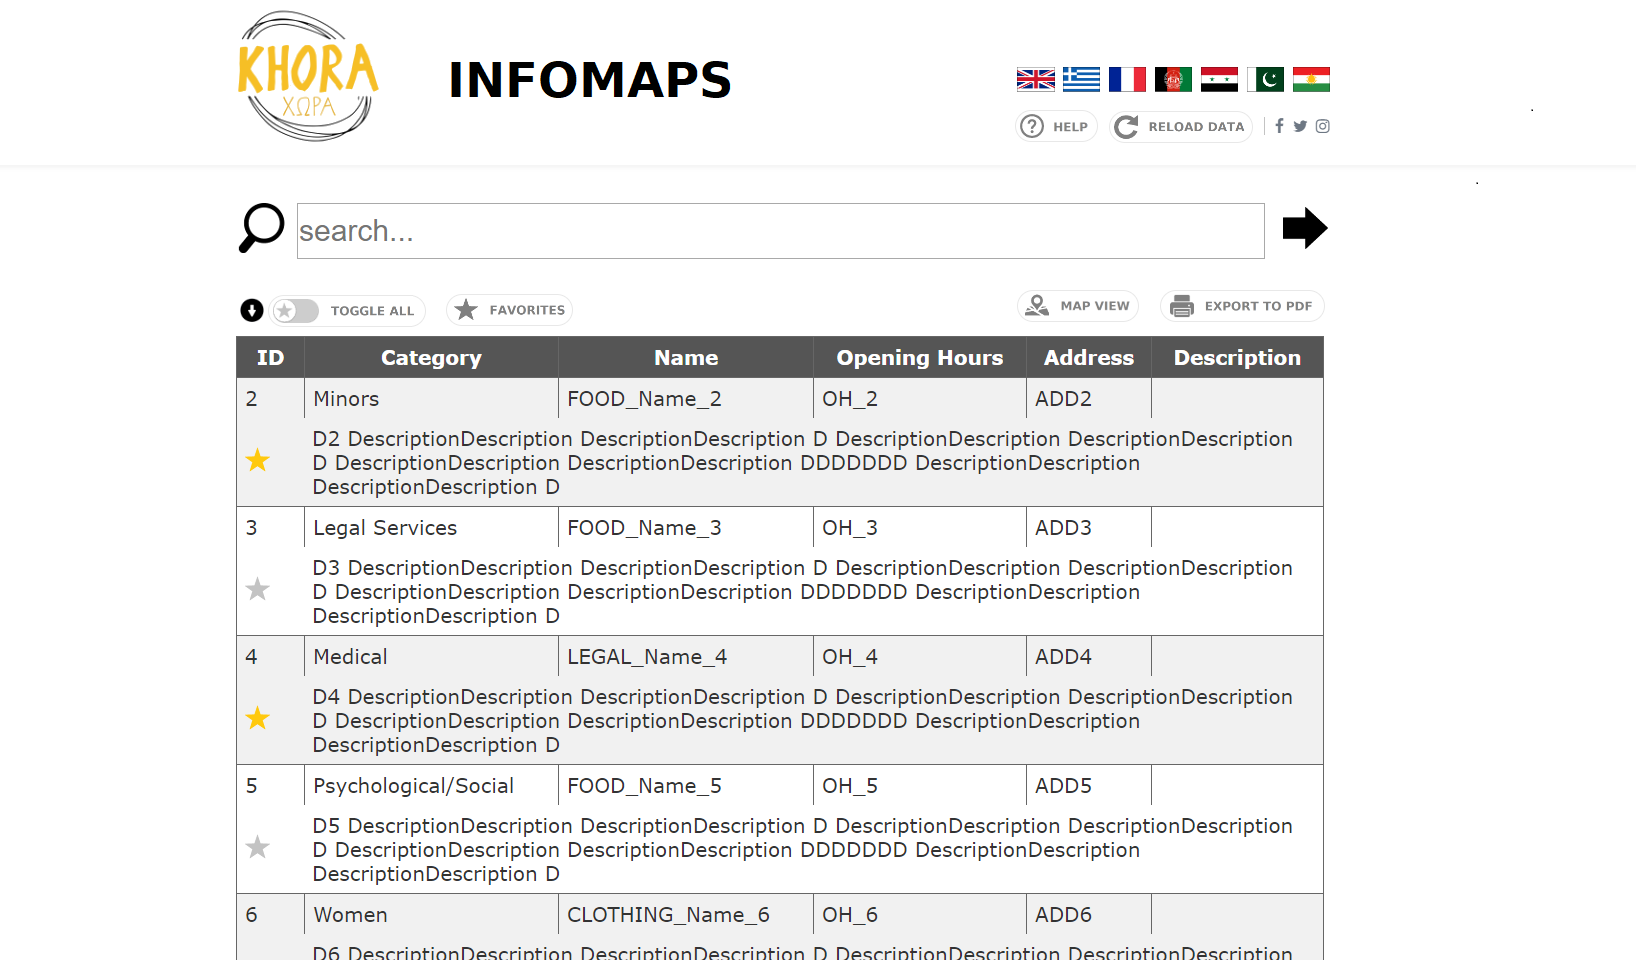 KHORA
ΧΩΡΑ
INFOMAPS
HELP
RELOAD DATA
search...
TOGGLE ALL
FAVORITES
MAP VIEW
EXPORT TO PDF
ID Category Name Opening Hours Address Description
2 Minors FOOD_Name_2 OH_2 ADD2
D2 DescriptionDescription DescriptionDescription D DescriptionDescription DescriptionDescription
D DescriptionDescription DescriptionDescription DDDDDDD DescriptionDescription
DescriptionDescription D
3 Legal Services FOOD_Name_3 OH_3 ADD3
D3 DescriptionDescription DescriptionDescription D DescriptionDescription DescriptionDescription
D DescriptionDescription DescriptionDescription DDDDDDD DescriptionDescription
DescriptionDescription D
4 Medical LEGAL_Name_4 OH_4 ADD4
D4 DescriptionDescription DescriptionDescription D DescriptionDescription DescriptionDescription
D DescriptionDescription DescriptionDescription DDDDDDD DescriptionDescription
DescriptionDescription D
5 Psychological/Social FOOD_Name_5 OH_5 ADD5
D5 DescriptionDescription DescriptionDescription D DescriptionDescription DescriptionDescription
D DescriptionDescription DescriptionDescription DDDDDDD DescriptionDescription
DescriptionDescription D
6 Women CLOTHING_Name_6 OH_6 ADD6
D6 DescriptionDescription DescriptionDescription D DescriptionDescription DescriptionDescription